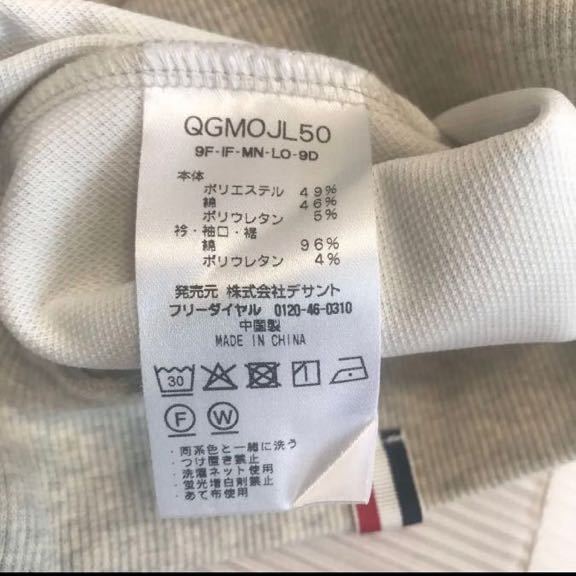 QGMOJL50
9F-IF-MN-LO-9D
本体
ポリエステル 49%
綿 46%
ポリウレタン 5%
衿・袖口・裾
綿 96%
ポリウレタン 4%
発売元 株式会社デサント
フリーダイヤル 0120-46-0310
中国製
MADE IN CHINA
30
F W
・同系色と一緒に洗う
・つけ置き禁止
・洗濯ネット使用
・蛍光増白剤禁止
・あて布使用